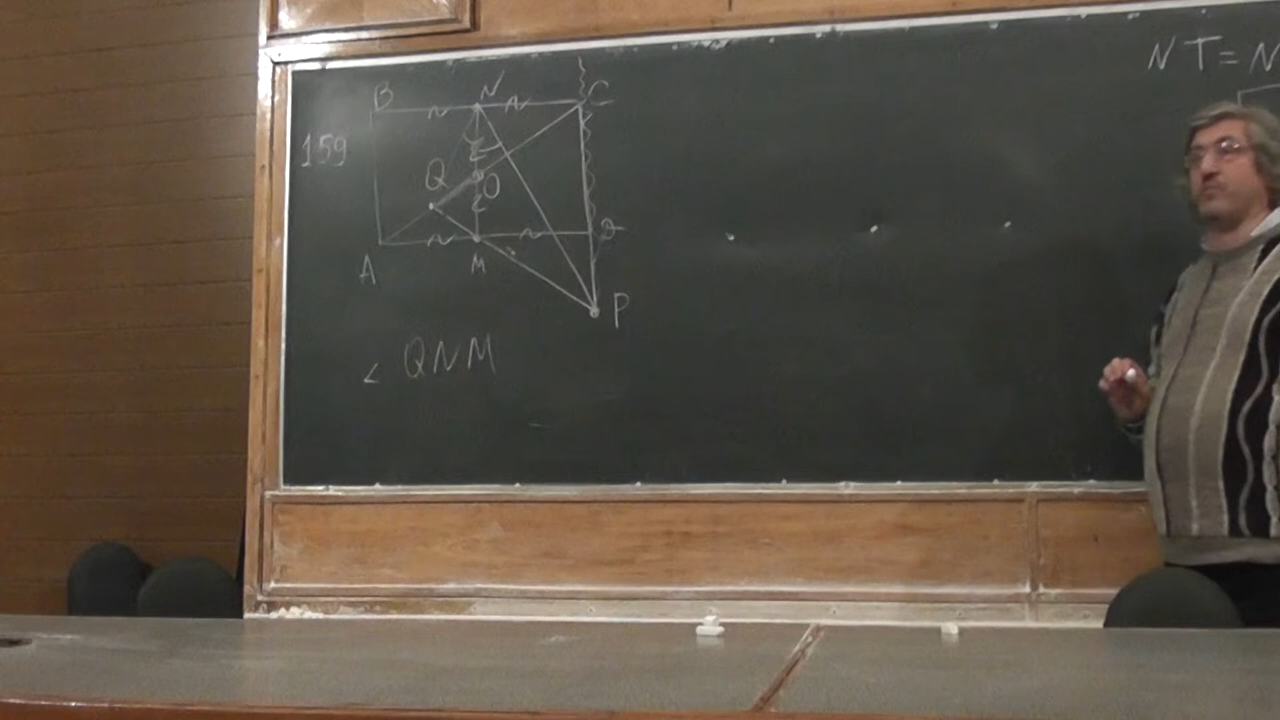 B N C
159
Q O
D
A M
P
∠ QNM
NT = N